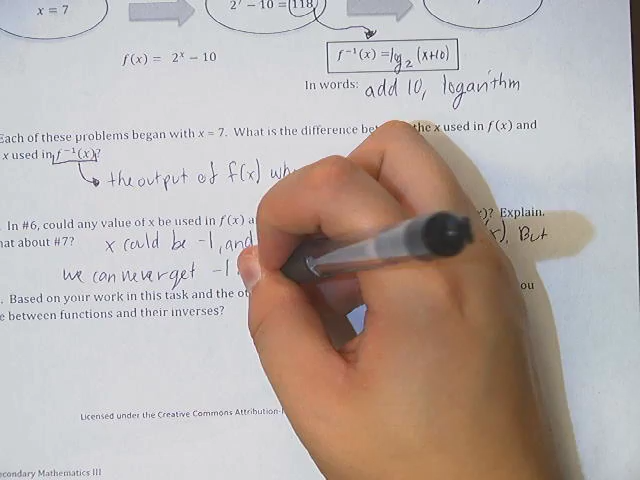 x = 7
2⁷ − 10 = 118
f(x) = 2ˣ − 10
f⁻¹(x) = log₂ (x+10)
In words: add 10, logarithm
Each of these problems began with x = 7. What is the difference the x used in f(x) and
x used in f⁻¹(x)?
the output of f(x)
. In #6, could any value of x be used in f(x) ? Explain.
about #7? x could be -1, and But
we can never get -1
. Based on your work in this task and the ou
between functions and their inverses?
Licensed under the Creative Commons Attribution-
econdary Mathematics III